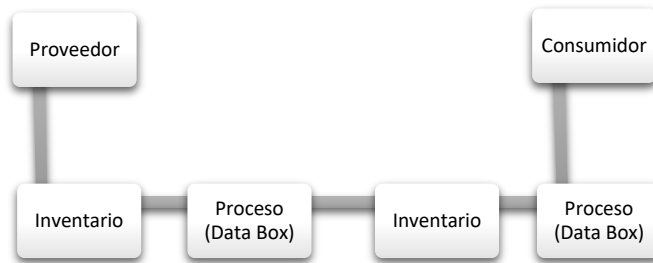 Proveedor
Consumidor
Inventario
Proceso
(Data Box)
Inventario
Proceso
(Data Box)